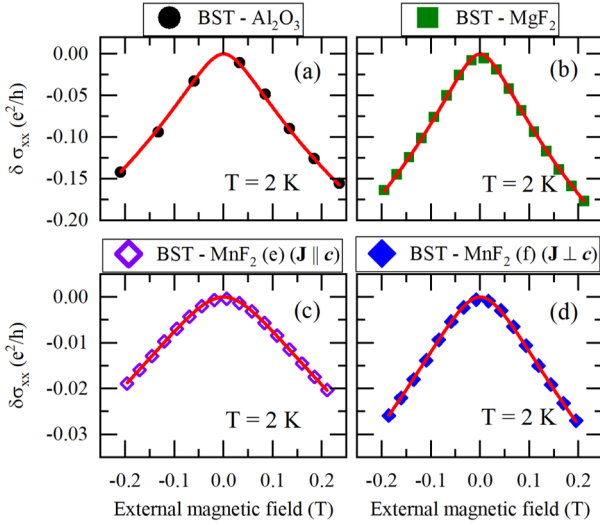 BST - Al₂O₃
BST - MgF₂
δ σₓₓ (e²/h)
0.00
-0.05
-0.10
-0.15
-0.20
(a)
T = 2 K
(b)
T = 2 K
BST - MnF₂ (e) (J || c)
BST - MnF₂ (f) (J ⊥ c)
δσₓₓ (e²/h)
0.00
-0.01
-0.02
-0.03
(c)
T = 2 K
(d)
T = 2 K
-0.2 -0.1 0.0 0.1 0.2
-0.2 -0.1 0.0 0.1 0.2
External magnetic field (T)
External magnetic field (T)